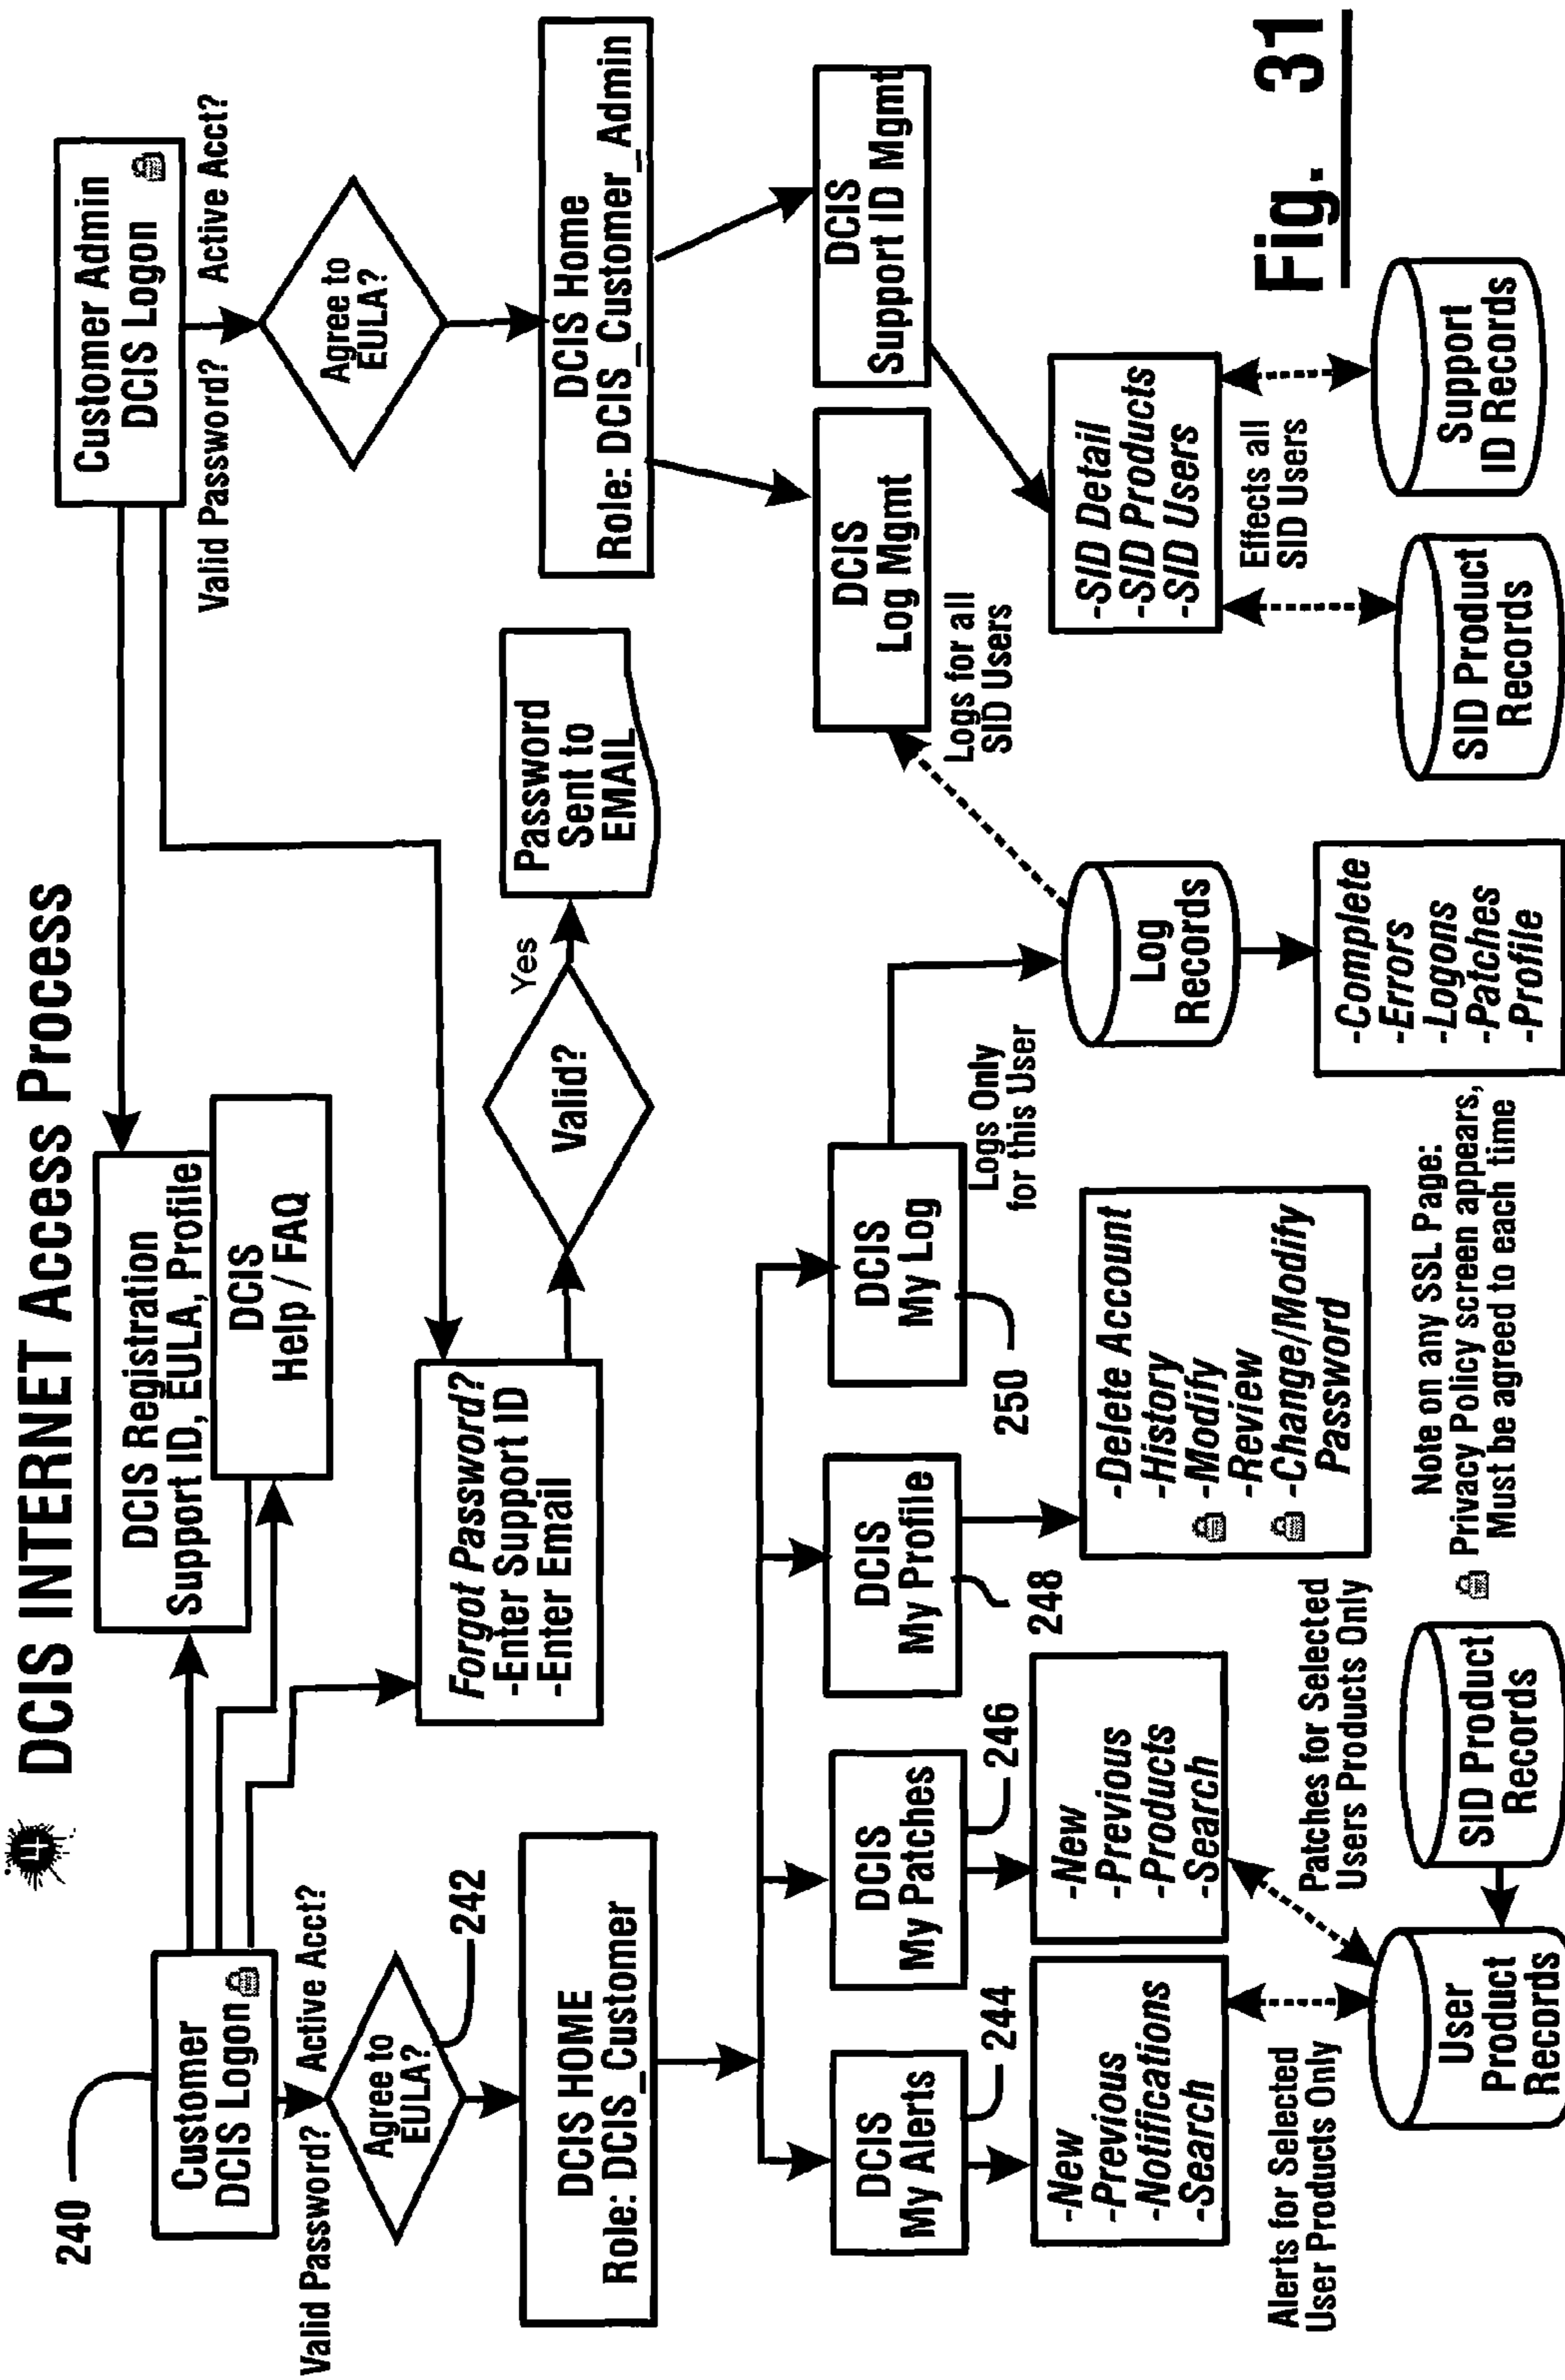 DCIS INTERNET Access Process
240
Customer
DCIS Logon
Valid Password?
Active Acct?
Agree to
EULA?
242
DCIS HOME
Role: DCIS_Customer
DCIS Registration
Support ID, EULA, Profile
DCIS
Help / FAQ
Forgot Password?
-Enter Support ID
-Enter Email
Valid?
Yes
Password
Sent to
EMAIL
Customer Admin
DCIS Logon
Valid Password?
Active Acct?
Agree to
EULA?
DCIS Home
Role: DCIS_Customer_Admin
DCIS
My Alerts
244
-New
-Previous
-Notifications
-Search
Alerts for Selected
User Products Only
DCIS
My Patches
246
-New
-Previous
-Products
-Search
Patches for Selected
Users Products Only
User
Product
Records
SID Product
Records
DCIS
My Profile
248
-Delete Account
-History
-Modify
-Review
-Change/Modify
Password
Note on any SSL Page:
Privacy Policy screen appears,
Must be agreed to each time
DCIS
My Log
250
Logs Only
for this User
Log
Records
-Complete
-Errors
-Logons
-Patches
-Profile
DCIS
Log Mgmt
Logs for all
SID Users
DCIS
Support ID Mgmt
-SID Detail
-SID Products
-SID Users
Effects all
SID Users
SID Product
Records
Support
ID Records
Fig. 31